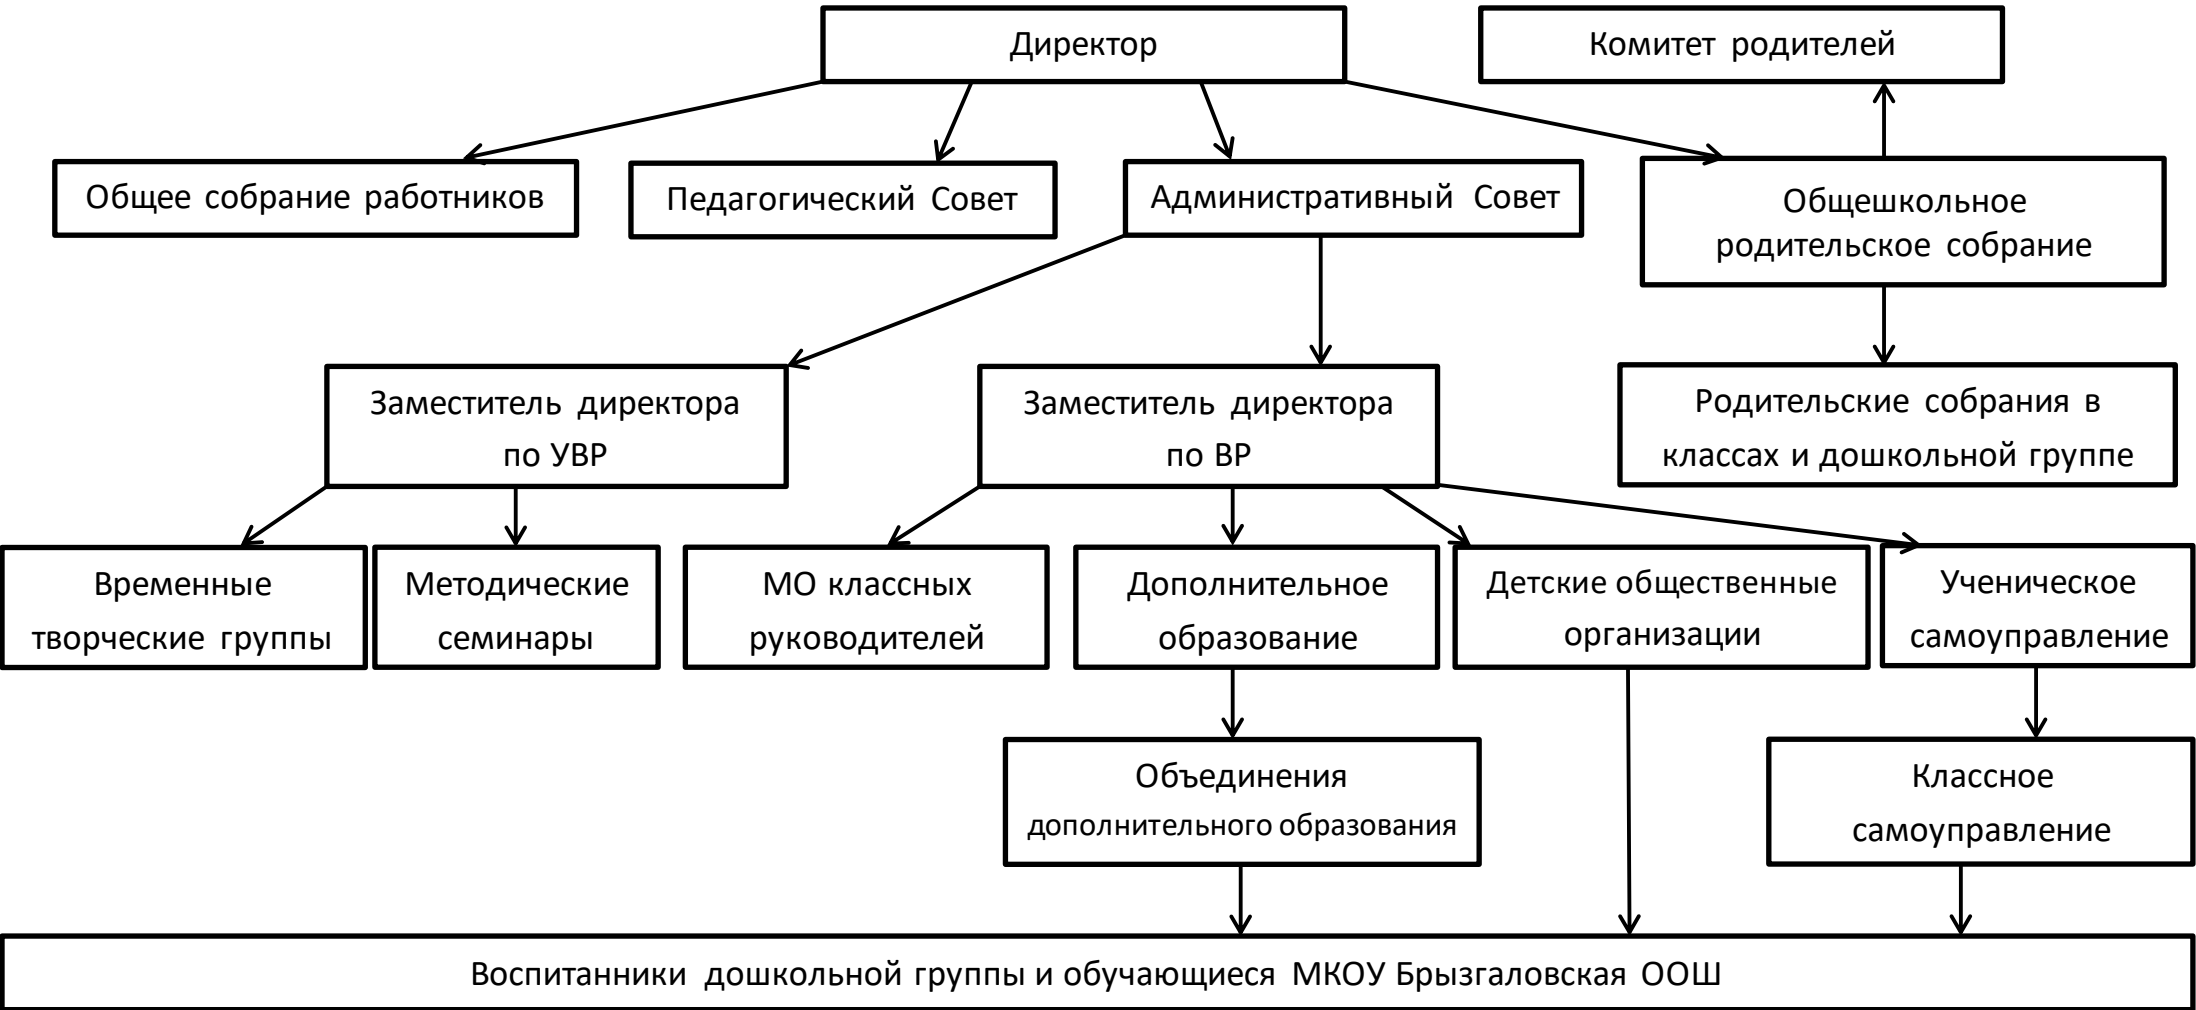 Директор
Комитет родителей
Общее собрание работников
Педагогический Совет
Административный Совет
Общешкольное
родительское собрание
Заместитель директора
по УВР
Заместитель директора
по ВР
Родительские собрания в
классах и дошкольной группе
Временные
творческие группы
Методические
семинары
МО классных
руководителей
Дополнительное
образование
Детские общественные
организации
Ученическое
самоуправление
Объединения
дополнительного образования
Классное
самоуправление
Воспитанники дошкольной группы и обучающиеся МКОУ Брызгаловская ООШ